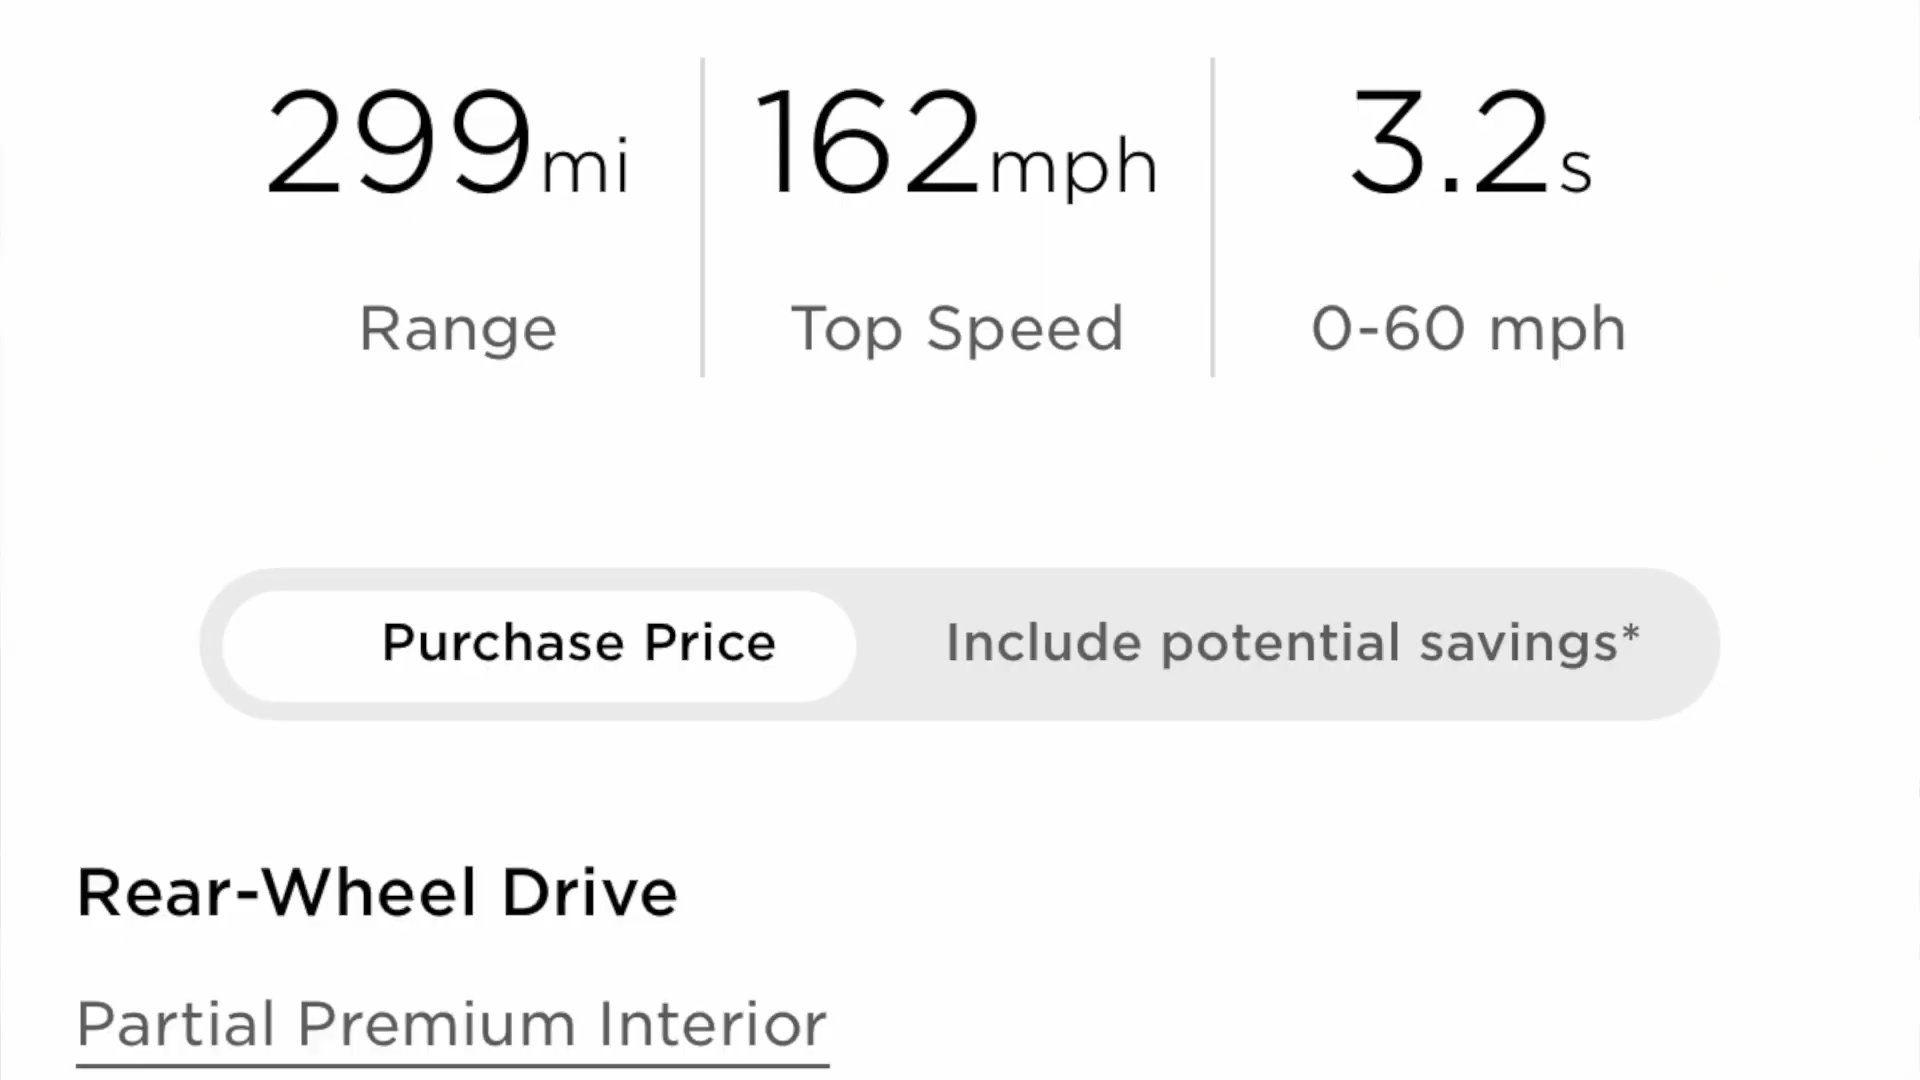 299mi 162mph 3.2s
Range Top Speed 0-60 mph
Purchase Price Include potential savings*
Rear-Wheel Drive
Partial Premium Interior